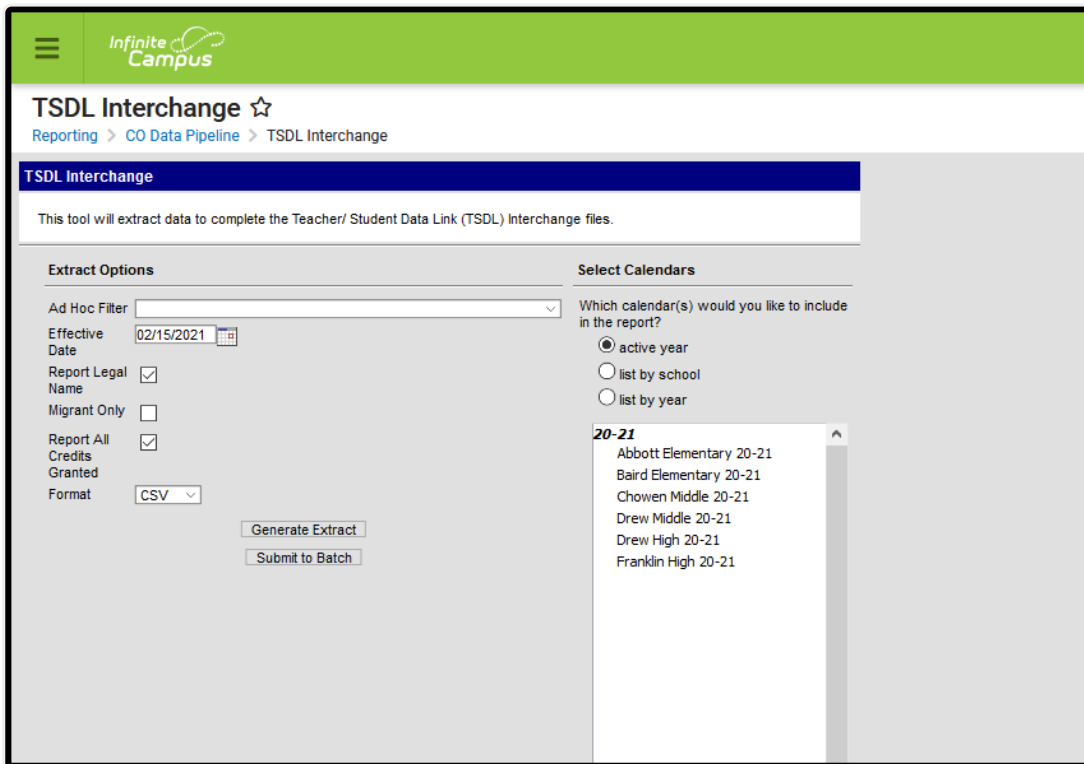 Infinite
Campus
TSDL Interchange
Reporting > CO Data Pipeline > TSDL Interchange
TSDL Interchange
This tool will extract data to complete the Teacher/ Student Data Link (TSDL) Interchange files.
Extract Options
Ad Hoc Filter
Effective
Date
02/15/2021
Report Legal
Name
Migrant Only
Report All
Credits
Granted
Format
CSV
Generate Extract
Submit to Batch
Select Calendars
Which calendar(s) would you like to include
in the report?
active year
list by school
list by year
20-21
Abbott Elementary 20-21
Baird Elementary 20-21
Chowen Middle 20-21
Drew Middle 20-21
Drew High 20-21
Franklin High 20-21